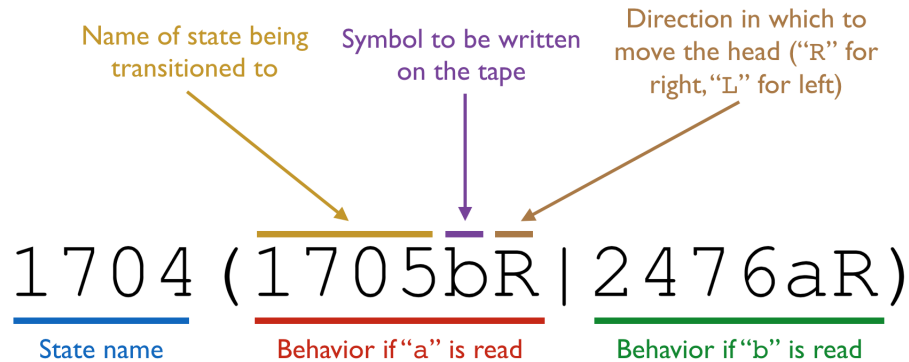 Name of state being
transitioned to
Symbol to be written
on the tape
Direction in which to
move the head (“R” for
right, “L” for left)
1704(1705bR|2476aR)
State name
Behavior if “a” is read
Behavior if “b” is read